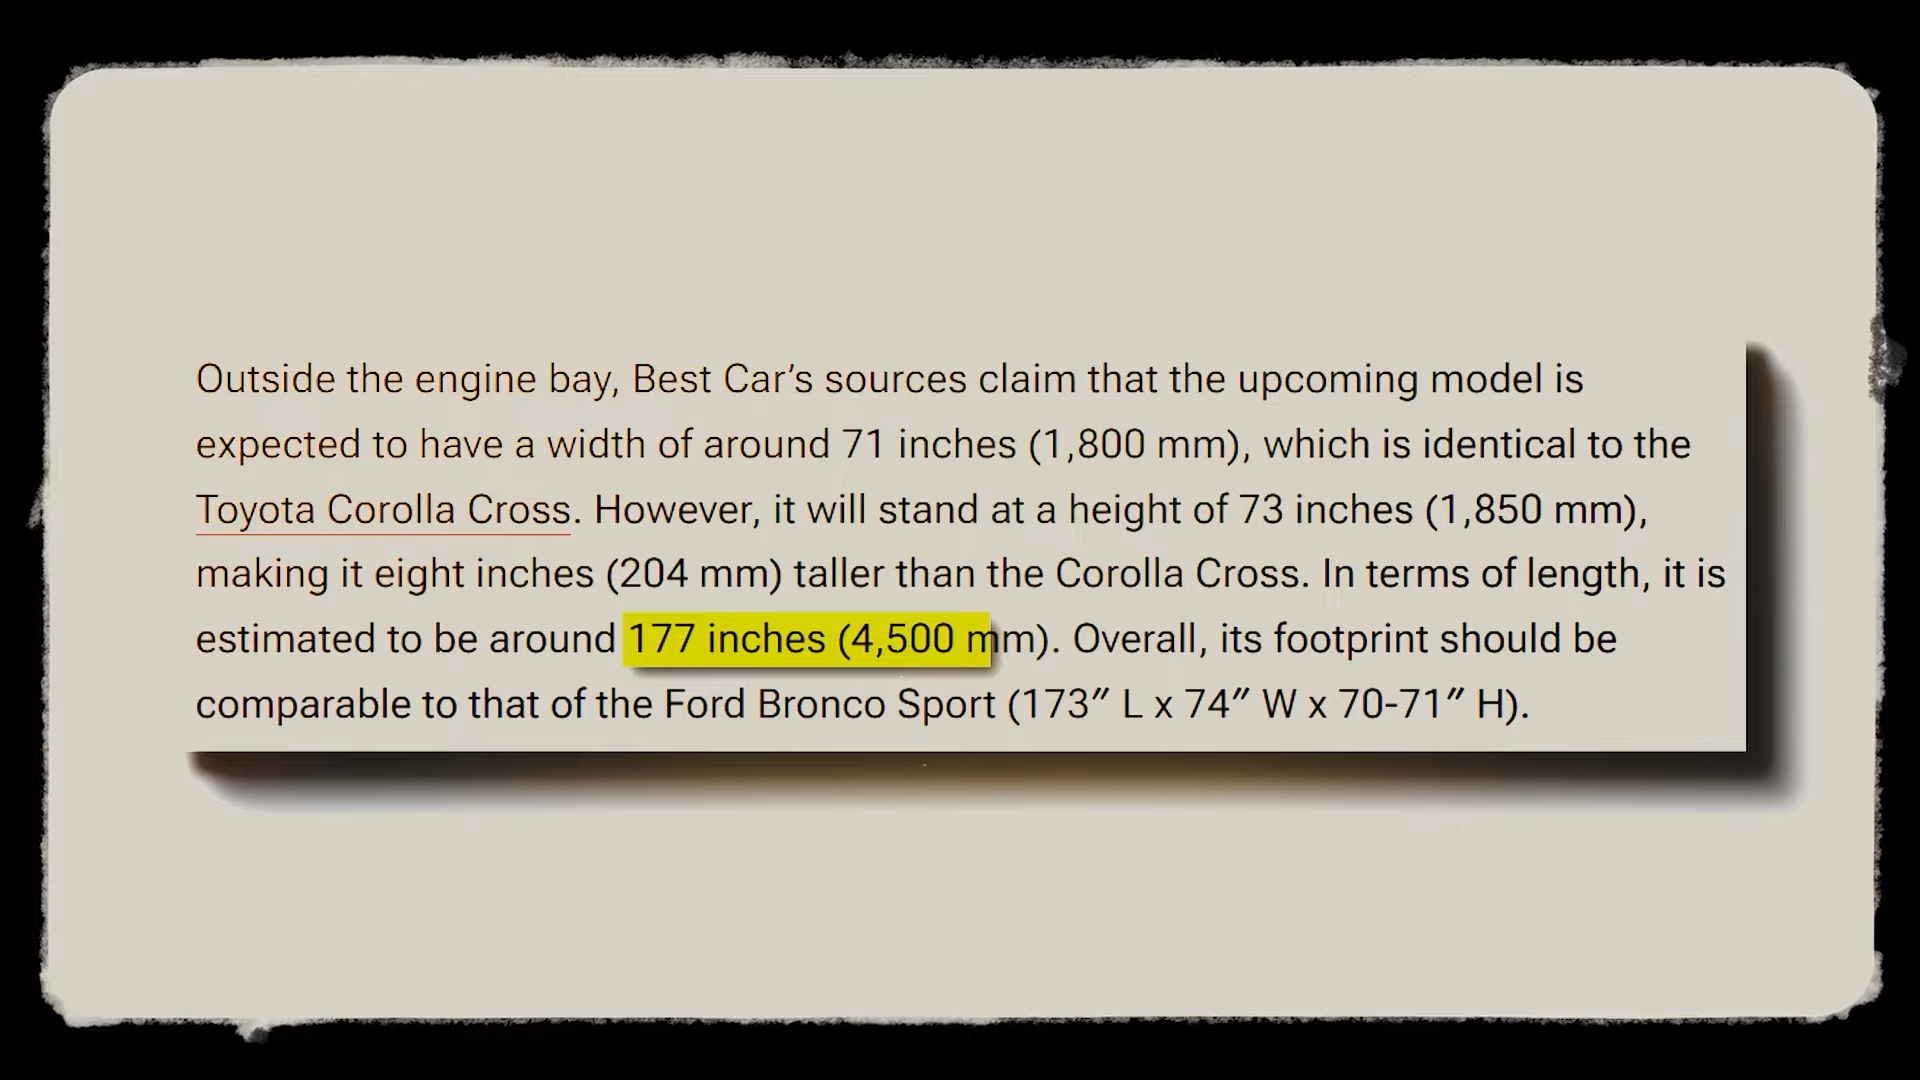 Outside the engine bay, Best Car’s sources claim that the upcoming model is
expected to have a width of around 71 inches (1,800 mm), which is identical to the
Toyota Corolla Cross. However, it will stand at a height of 73 inches (1,850 mm),
making it eight inches (204 mm) taller than the Corolla Cross. In terms of length, it is
estimated to be around 177 inches (4,500 mm). Overall, its footprint should be
comparable to that of the Ford Bronco Sport (173″ L x 74″ W x 70-71″ H).